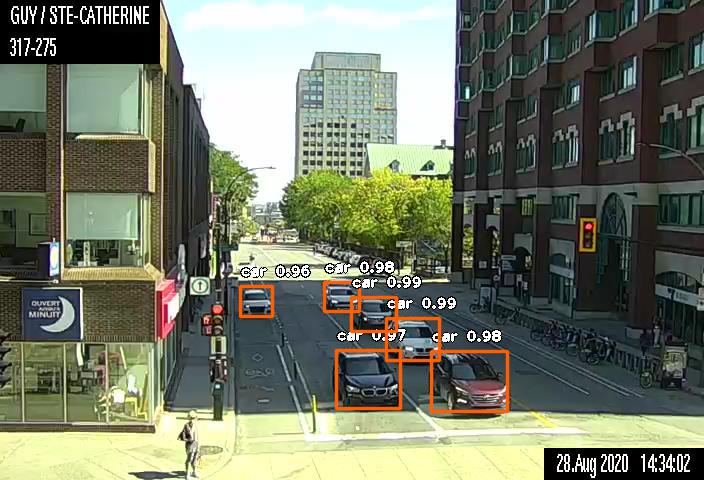 GUY / STE-CATHERINE
317-275
car 0.96
car 0.98
car 0.99
car 0.99
car 0.97
car 0.98
OUVERT
AVANT
MINUIT
28.Aug 2020 14:34:02